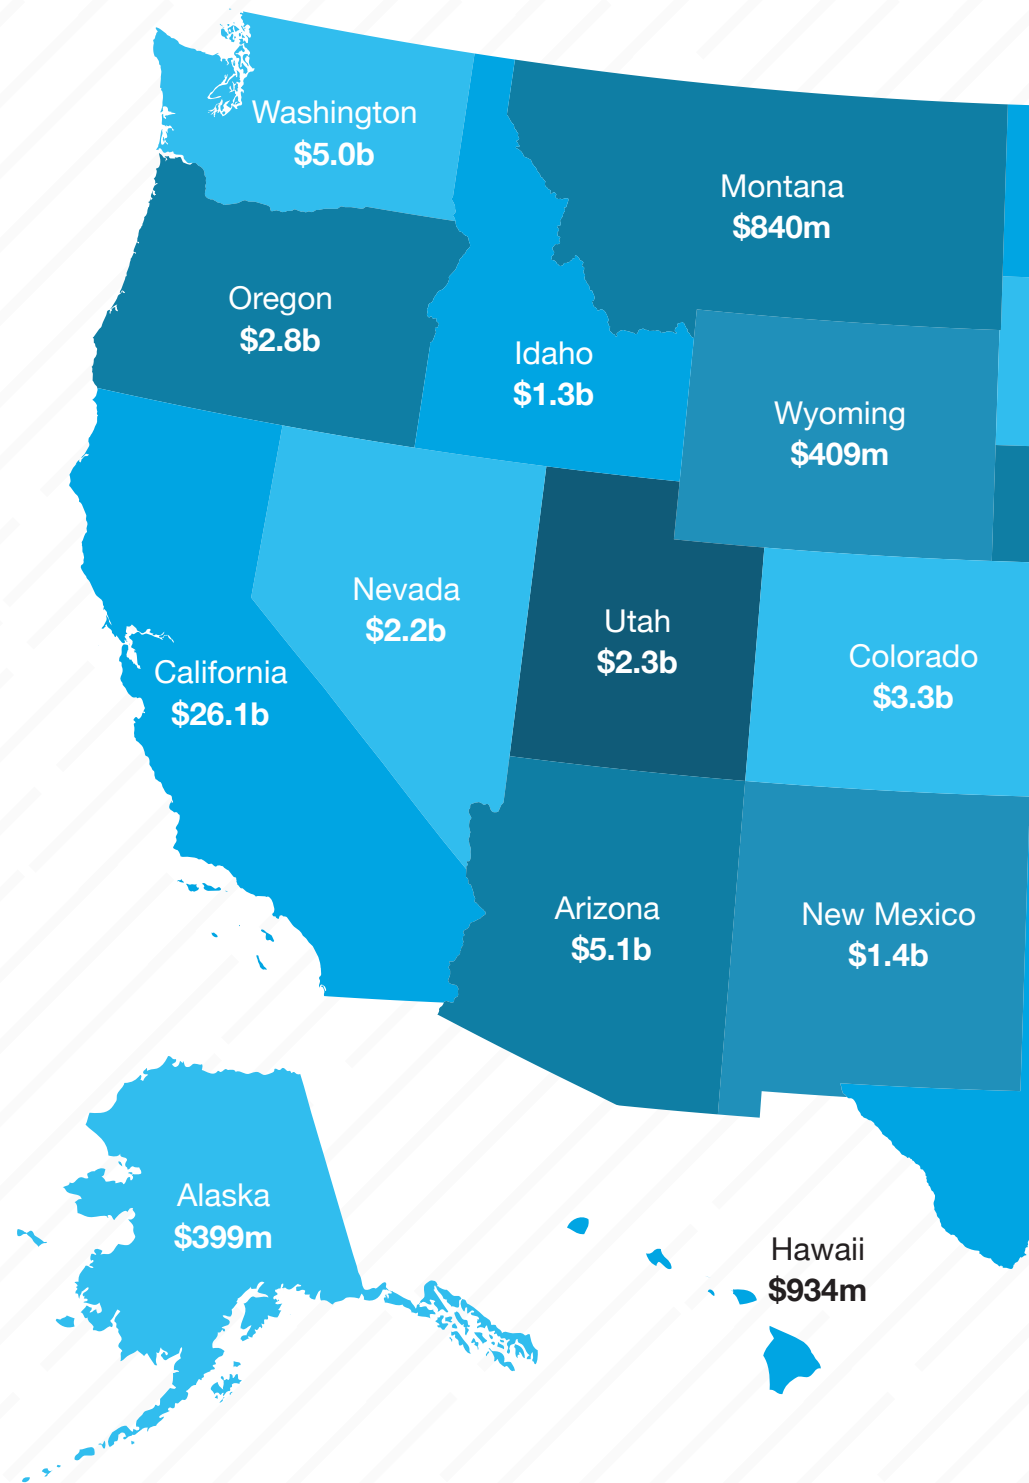 Washington
$5.0b
Montana
$840m
Oregon
$2.8b
Idaho
$1.3b
Wyoming
$409m
Nevada
$2.2b
Utah
$2.3b
Colorado
$3.3b
California
$26.1b
Arizona
$5.1b
New Mexico
$1.4b
Alaska
$399m
Hawaii
$934m